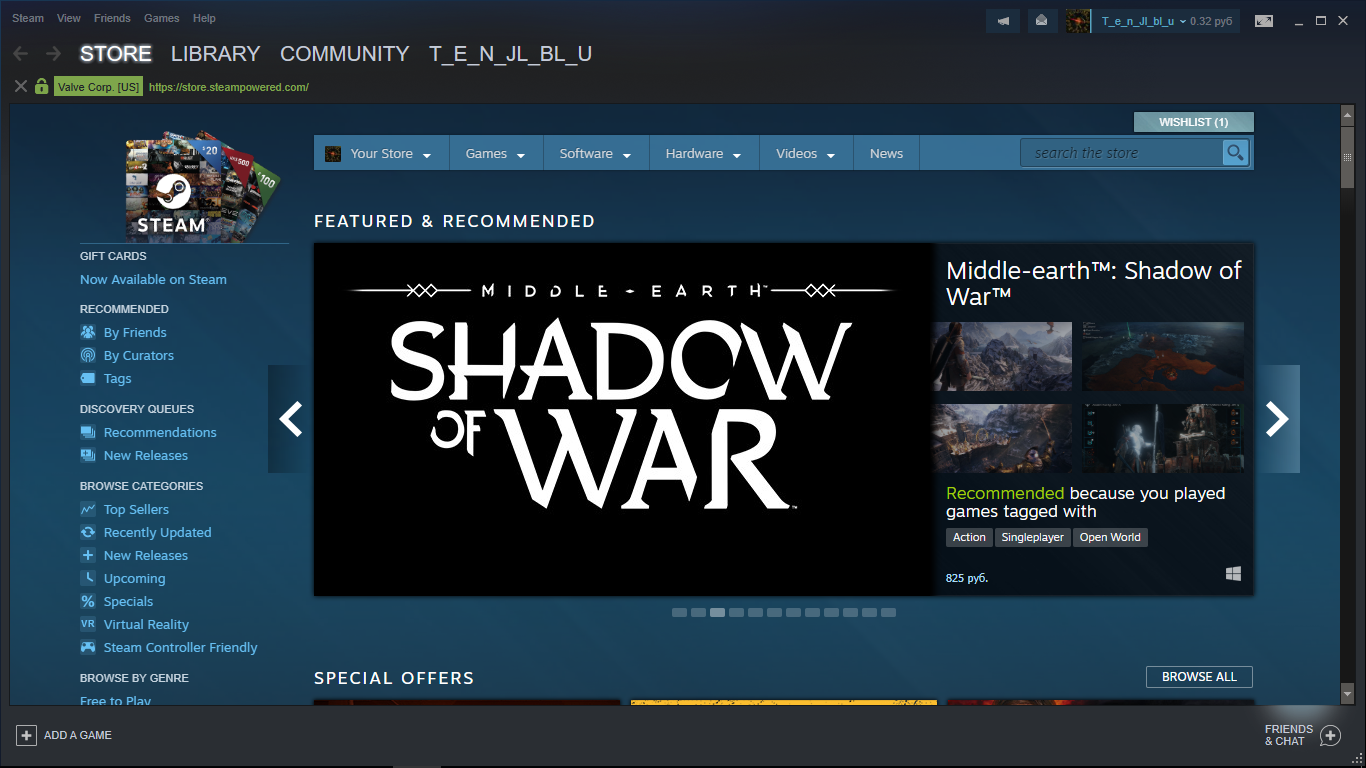 Steam View Friends Games Help
T_e_n_Jl_bl_u 0.32 руб
STORE LIBRARY COMMUNITY T_E_N_JL_BL_U
Valve Corp. [US] https://store.steampowered.com/
WISHLIST (1)
Your Store Games Software Hardware Videos News search the store
$20
$100
STEAM
GIFT CARDS
Now Available on Steam
RECOMMENDED
By Friends
By Curators
Tags
DISCOVERY QUEUES
Recommendations
New Releases
BROWSE CATEGORIES
Top Sellers
Recently Updated
New Releases
Upcoming
Specials
VR Virtual Reality
Steam Controller Friendly
BROWSE BY GENRE
Free to Play
FEATURED & RECOMMENDED
MIDDLE-EARTH™
SHADOW
OF WAR™
Middle-earth™: Shadow of
War™
Recommended because you played
games tagged with
Action Singleplayer Open World
825 руб.
SPECIAL OFFERS
BROWSE ALL
ADD A GAME
FRIENDS
& CHAT